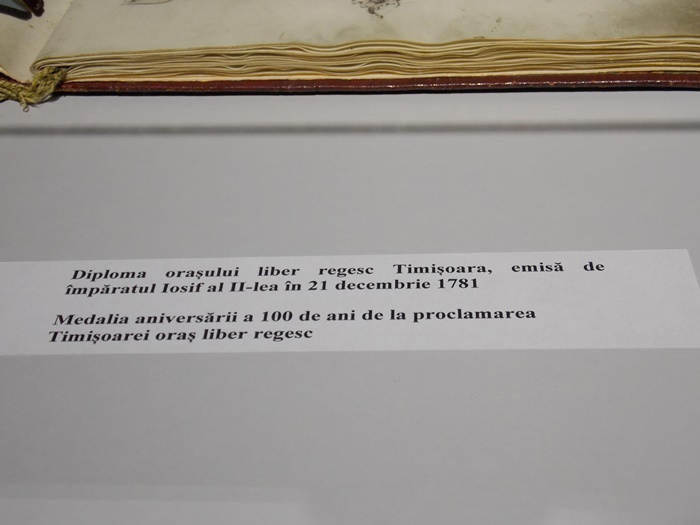 Diploma orașului liber regesc Timișoara, emisă de
împăratul Iosif al II-lea în 21 decembrie 1781
Medalia aniversării a 100 de ani de la proclamarea
Timișoarei oraș liber regesc